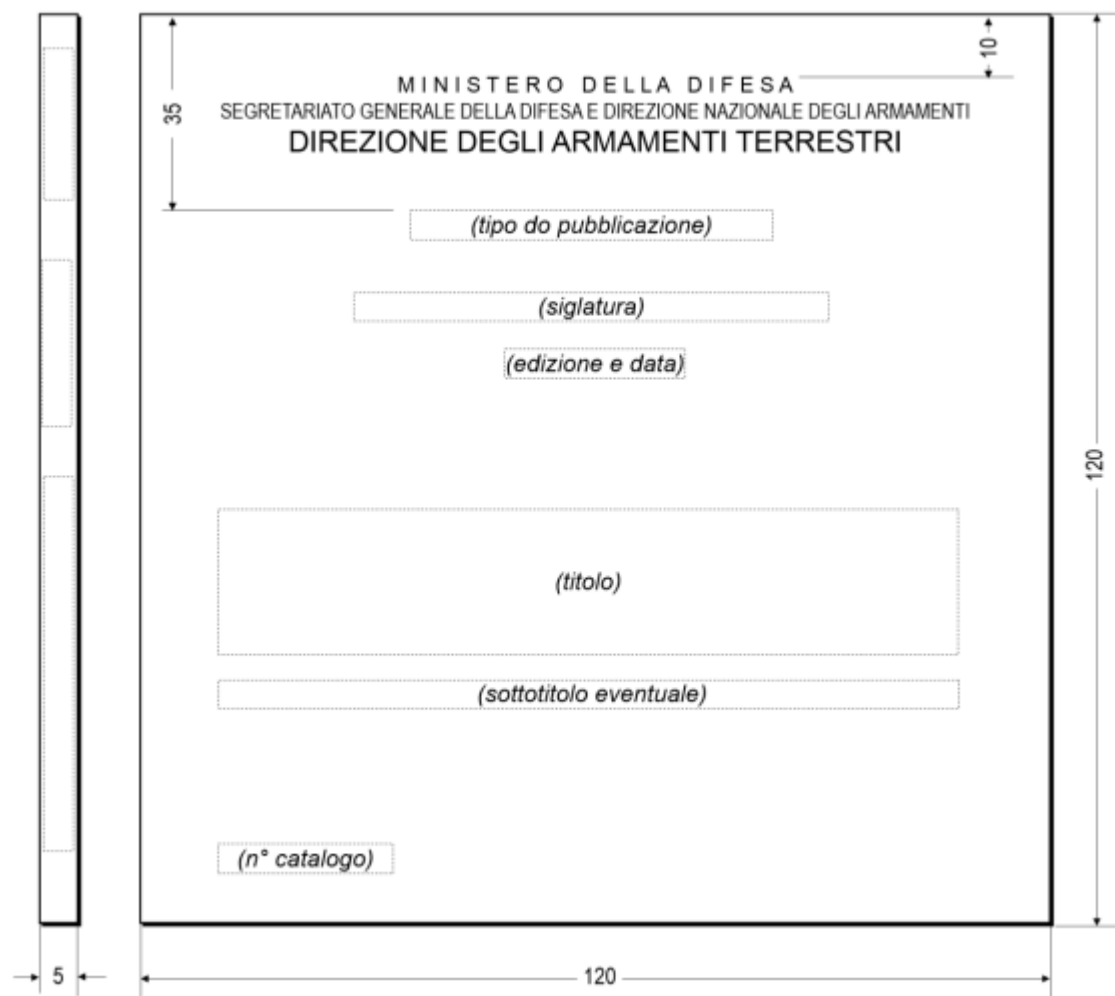 10
35
MINISTERO DELLA DIFESA
SEGRETARIATO GENERALE DELLA DIFESA E DIREZIONE NAZIONALE DEGLI ARMAMENTI
DIREZIONE DEGLI ARMAMENTI TERRESTRI
(tipo do pubblicazione)
(siglatura)
(edizione e data)
120
(titolo)
(sottotitolo eventuale)
(n° catalogo)
5
120